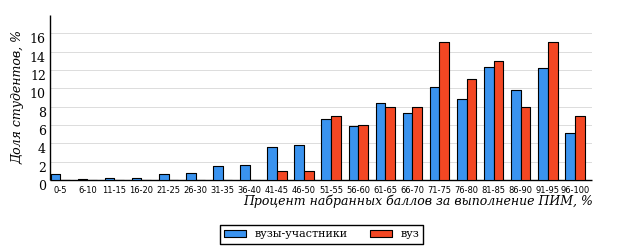 Доля студентов, %
16
14
12
10
8
6
4
2
0
0-5 6-10 11-15 16-20 21-25 26-30 31-35 36-40 41-45 46-50 51-55 56-60 61-65 66-70 71-75 76-80 81-85 86-90 91-95 96-100
Процент набранных баллов за выполнение ПИМ, %
вузы-участники вуз